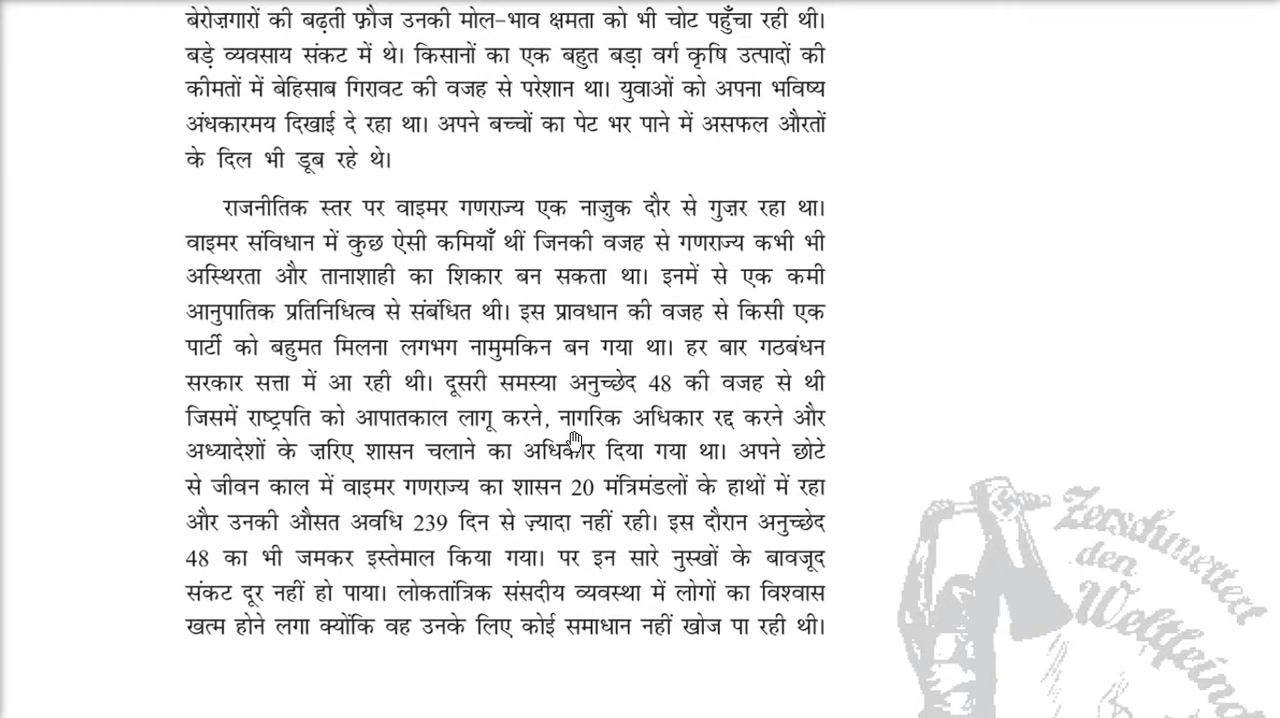 बेरोज़गारों की बढ़ती फ़ौज उनकी मोल-भाव क्षमता को भी चोट पहुँचा रही थी।
बड़े व्यवसाय संकट में थे। किसानों का एक बहुत बड़ा वर्ग कृषि उत्पादों की
कीमतों में बेहिसाब गिरावट की वजह से परेशान था। युवाओं को अपना भविष्य
अंधकारमय दिखाई दे रहा था। अपने बच्चों का पेट भर पाने में असफल औरतों
के दिल भी डूब रहे थे।
राजनीतिक स्तर पर वाइमर गणराज्य एक नाज़ुक दौर से गुज़र रहा था।
वाइमर संविधान में कुछ ऐसी कमियाँ थीं जिनकी वजह से गणराज्य कभी भी
अस्थिरता और तानाशाही का शिकार बन सकता था। इनमें से एक कमी
आनुपातिक प्रतिनिधित्व से संबंधित थी। इस प्रावधान की वजह से किसी एक
पार्टी को बहुमत मिलना लगभग नामुमकिन बन गया था। हर बार गठबंधन
सरकार सत्ता में आ रही थी। दूसरी समस्या अनुच्छेद 48 की वजह से थी
जिसमें राष्ट्रपति को आपातकाल लागू करने, नागरिक अधिकार रद्द करने और
अध्यादेशों के ज़रिए शासन चलाने का अधिकार दिया गया था। अपने छोटे
से जीवन काल में वाइमर गणराज्य का शासन 20 मंत्रिमंडलों के हाथों में रहा
और उनकी औसत अवधि 239 दिन से ज़्यादा नहीं रही। इस दौरान अनुच्छेद
48 का भी जमकर इस्तेमाल किया गया। पर इन सारे नुस्खों के बावजूद
संकट दूर नहीं हो पाया। लोकतांत्रिक संसदीय व्यवस्था में लोगों का विश्वास
खत्म होने लगा क्योंकि वह उनके लिए कोई समाधान नहीं खोज पा रही थी।
Zerschmettert
den
Weltfeind